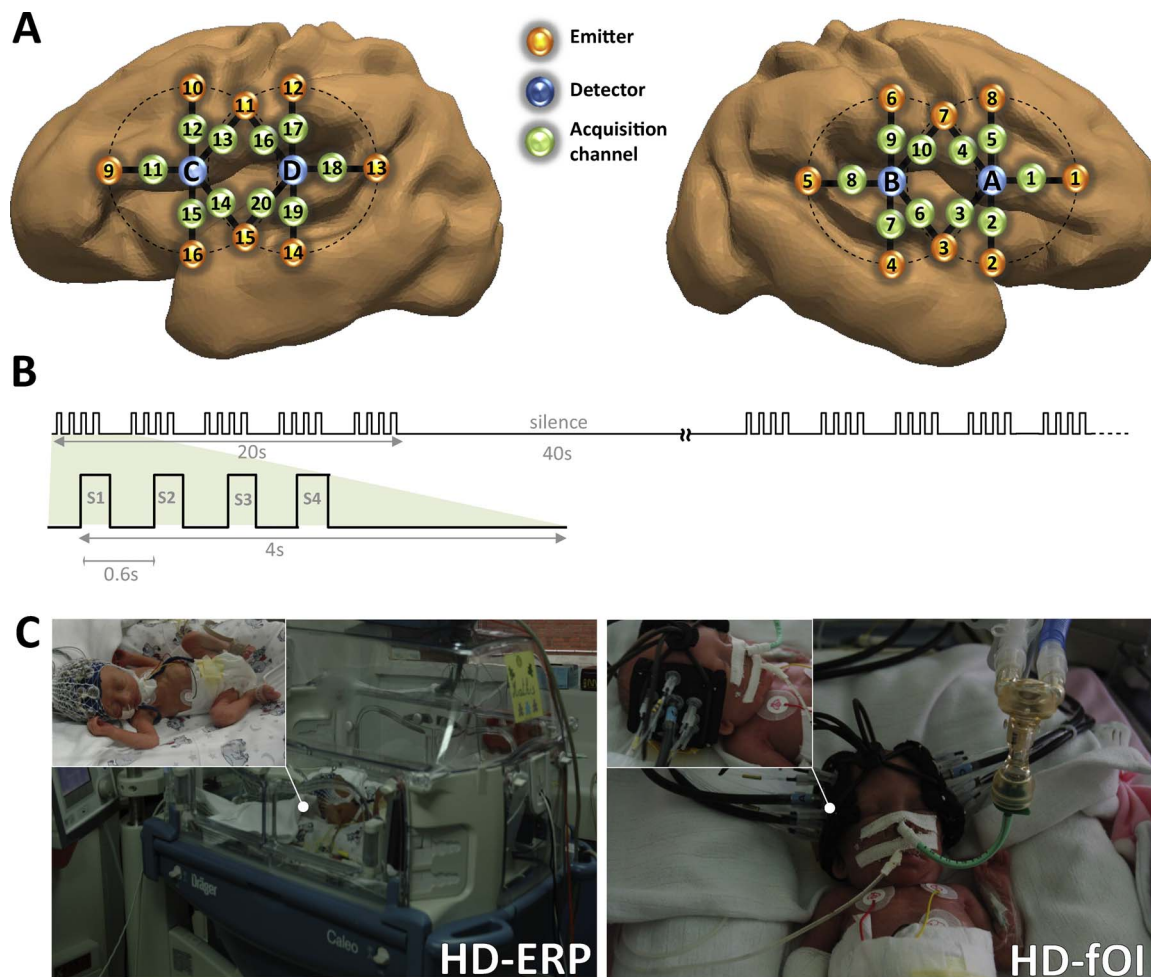 A
Emitter
Detector
Acquisition
channel
10 12
11
12 13 16 17
9 11 C D 18 13
15 14 20 19
15
16 14
6 8
7
9 10 4 5
5 8 B A 1 1
7 6 3 2
3
4 2
B
silence
20s 40s
S1 S2 S3 S4
4s
0.6s
C
Dräger
Caleo
HD-ERP
HD-fOI